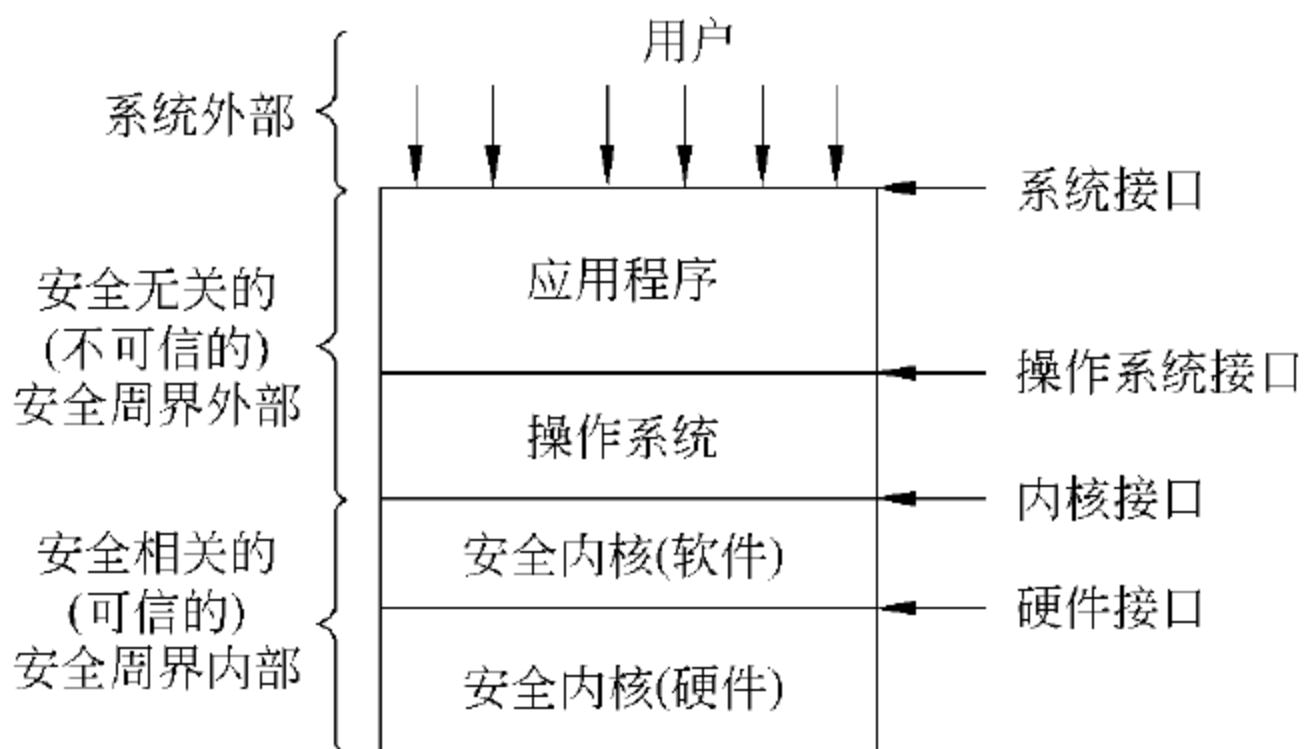 用户
系统外部
系统接口
应用程序
安全无关的
(不可信的)
安全周界外部
操作系统接口
操作系统
内核接口
安全相关的
(可信的)
安全周界内部
安全内核(软件)
硬件接口
安全内核(硬件)